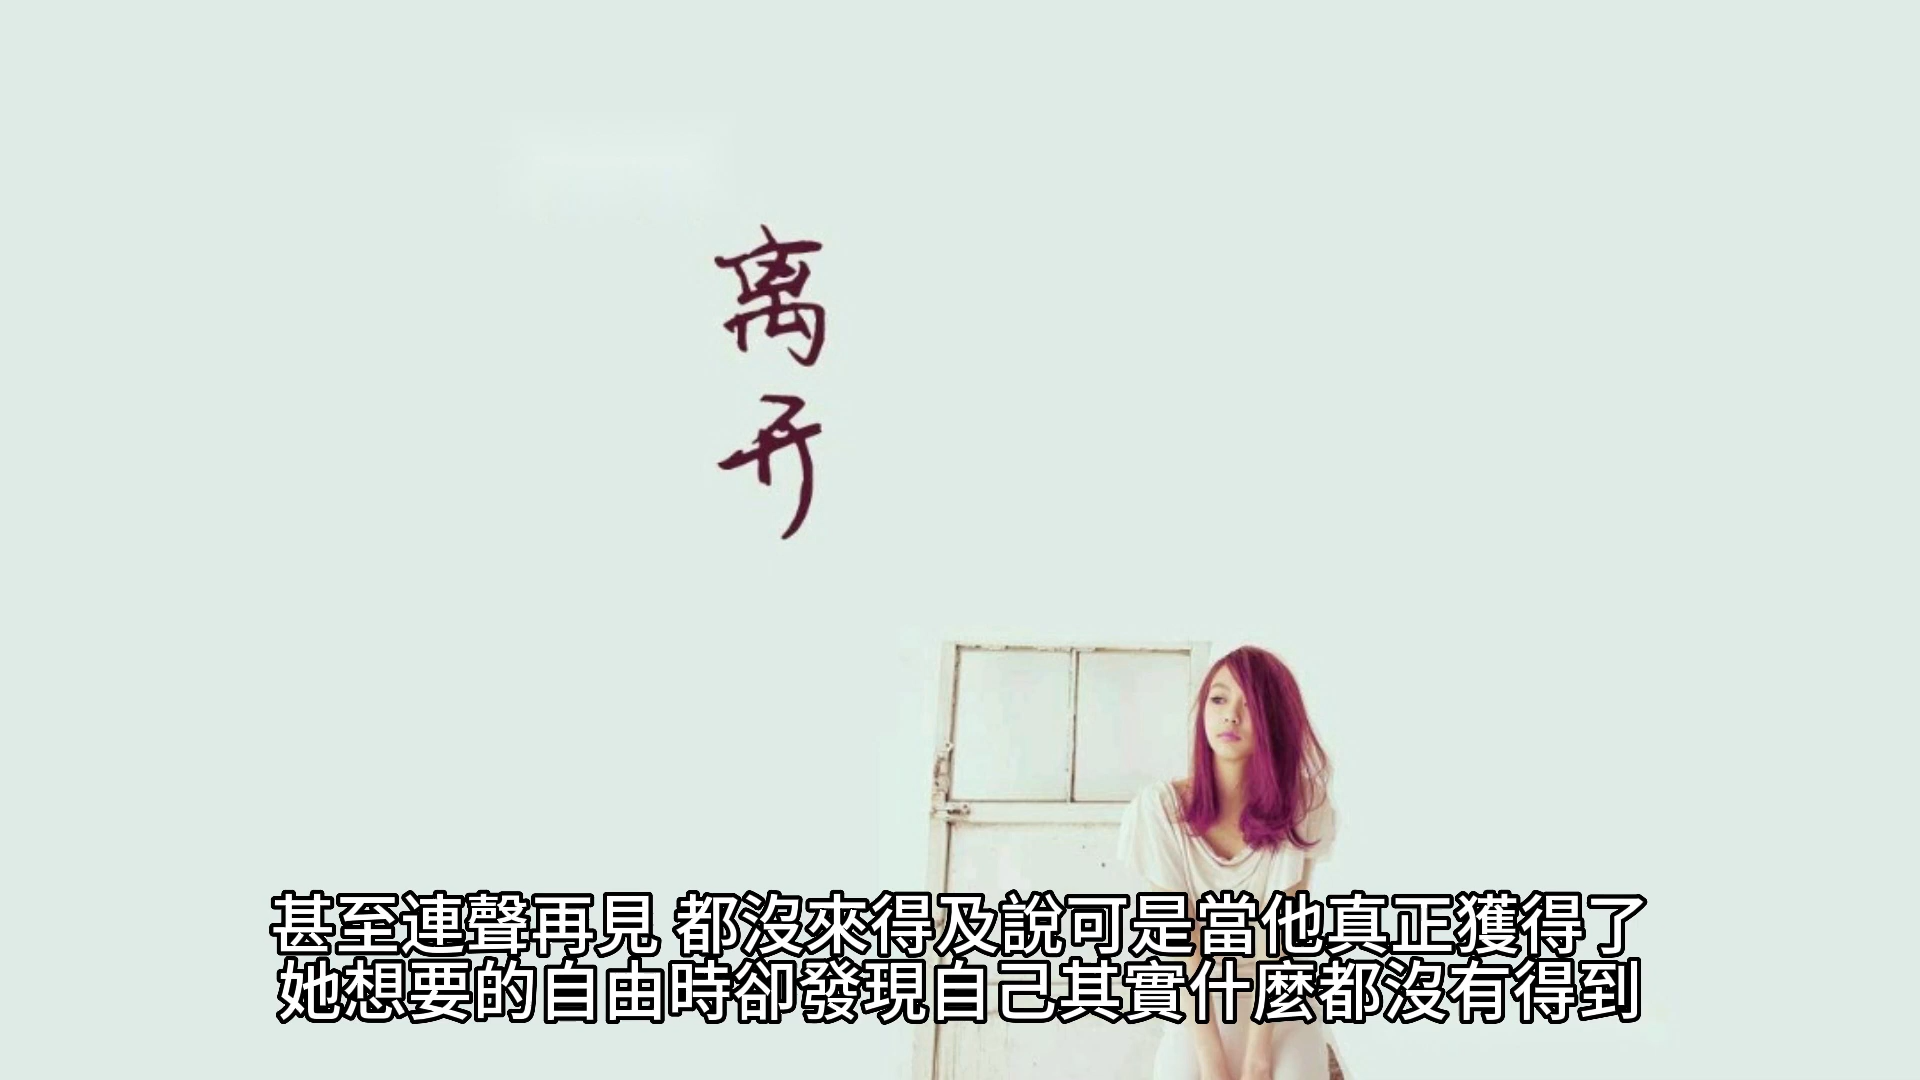 离开
甚至連聲再見 都沒來得及說可是當他真正獲得了
她想要的自由時卻發現自己其實什麼都沒有得到